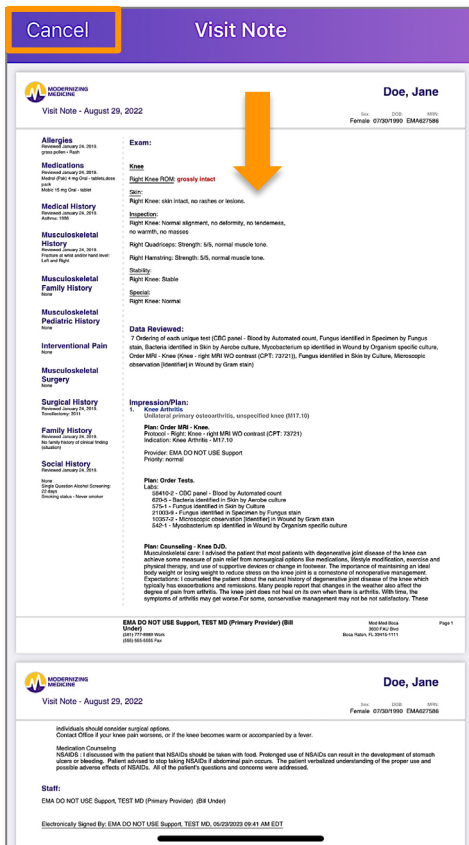 Cancel
Visit Note
MODERNIZING
MEDICINE
Doe, Jane
Visit Note - August 29, 2022
Sex: DOB: MRN:
Female 07/30/1990 EMA627586
Allergies
Reviewed January 24, 2019.
grass pollen - Rash
Medications
Reviewed January 24, 2019.
Medrol (Pak) 4 mg Oral - tablets,dose
pack
Mobic 15 mg Oral - tablet
Medical History
Reviewed January 24, 2019.
Asthma: 1998
Musculoskeletal
History
Reviewed January 24, 2019.
Fracture at wrist and/or hand level:
Left and Right
Musculoskeletal
Family History
None
Musculoskeletal
Pediatric History
None
Interventional Pain
None
Musculoskeletal
Surgery
None
Surgical History
Reviewed January 24, 2019.
Tonsillectomy: 2011
Family History
Reviewed January 24, 2019.
No family history of clinical finding
(situation)
Social History
Reviewed January 24, 2019.
None
Single Question Alcohol Screening:
22 days
Smoking status - Never smoker
Exam:
Knee
Right Knee ROM: grossly intact
Skin:
Right Knee: skin intact, no rashes or lesions.
Inspection:
Right Knee: Normal alignment, no deformity, no tenderness,
no warmth, no masses
Right Quadriceps: Strength: 5/5, normal muscle tone.
Right Hamstring: Strength: 5/5, normal muscle tone.
Stability:
Right Knee: Stable
Special:
Right Knee: Normal
Data Reviewed:
7 Ordering of each unique test (CBC panel - Blood by Automated count, Fungus identified in Specimen by Fungus
stain, Bacteria identified in Skin by Aerobe culture, Mycobacterium sp identified in Wound by Organism specific culture,
Order MRI - Knee (Knee - right MRI WO contrast (CPT: 73721)), Fungus identified in Skin by Culture, Microscopic
observation [Identifier] in Wound by Gram stain)
Impression/Plan:
1. Knee Arthritis
Unilateral primary osteoarthritis, unspecified knee (M17.10)
Plan: Order MRI - Knee.
Protocol - Right: Knee - right MRI WO contrast (CPT: 73721)
Indication: Knee Arthritis - M17.10
Provider: EMA DO NOT USE Support
Priority: normal
Plan: Order Tests.
Labs:
58410-2 - CBC panel - Blood by Automated count
620-5 - Bacteria identified in Skin by Aerobe culture
575-1 - Fungus identified in Skin by Culture
21003-9 - Fungus identified in Specimen by Fungus stain
10357-2 - Microscopic observation [Identifier] in Wound by Gram stain
542-1 - Mycobacterium sp identified in Wound by Organism specific culture
Plan: Counseling - Knee DJD.
Musculoskeletal care: I advised the patient that most patients with degenerative joint disease of the knee can
achieve some measure of pain relief from nonsurgical options like medications, lifestyle modification, exercise and
physical therapy, and use of supportive devices or change in footwear. The importance of maintaining an ideal
body weight or losing weight to reduce stress on the knee joint is a cornerstone of nonoperative management.
Expectations: I counseled the patient about the natural history of degenerative joint disease of the knee which
typically has exacerbations and remissions. Many people report that changes in the weather also affect the
degree of pain from arthritis. The knee joint does not heal on its own when there is arthritis. With time, the
symptoms of arthritis may get worse.For some, conservative management may not be not satisfactory. These
EMA DO NOT USE Support, TEST MD (Primary Provider) (Bill
Under)
(561) 777-8989 Work
(555) 555-5555 Fax
Mod Med Boca
3600 FAU Blvd
Boca Raton, FL 33415-1111
Page 1
MODERNIZING
MEDICINE
Doe, Jane
Visit Note - August 29, 2022
Sex: DOB: MRN:
Female 07/30/1990 EMA627586
individuals should consider surgical options.
Contact Office if your knee pain worsens, or if the knee becomes warm or accompanied by a fever.
Medication Counseling
NSAIDS : I discussed with the patient that NSAIDs should be taken with food. Prolonged use of NSAIDs can result in the development of stomach
ulcers or bleeding. Patient advised to stop taking NSAIDs if abdominal pain occurs. The patient verbalized understanding of the proper use and
possible adverse effects of NSAIDs. All of the patient's questions and concerns were addressed.
Staff:
EMA DO NOT USE Support, TEST MD (Primary Provider) (Bill Under)
Electronically Signed By: EMA DO NOT USE Support, TEST MD, 05/23/2023 09:41 AM EDT